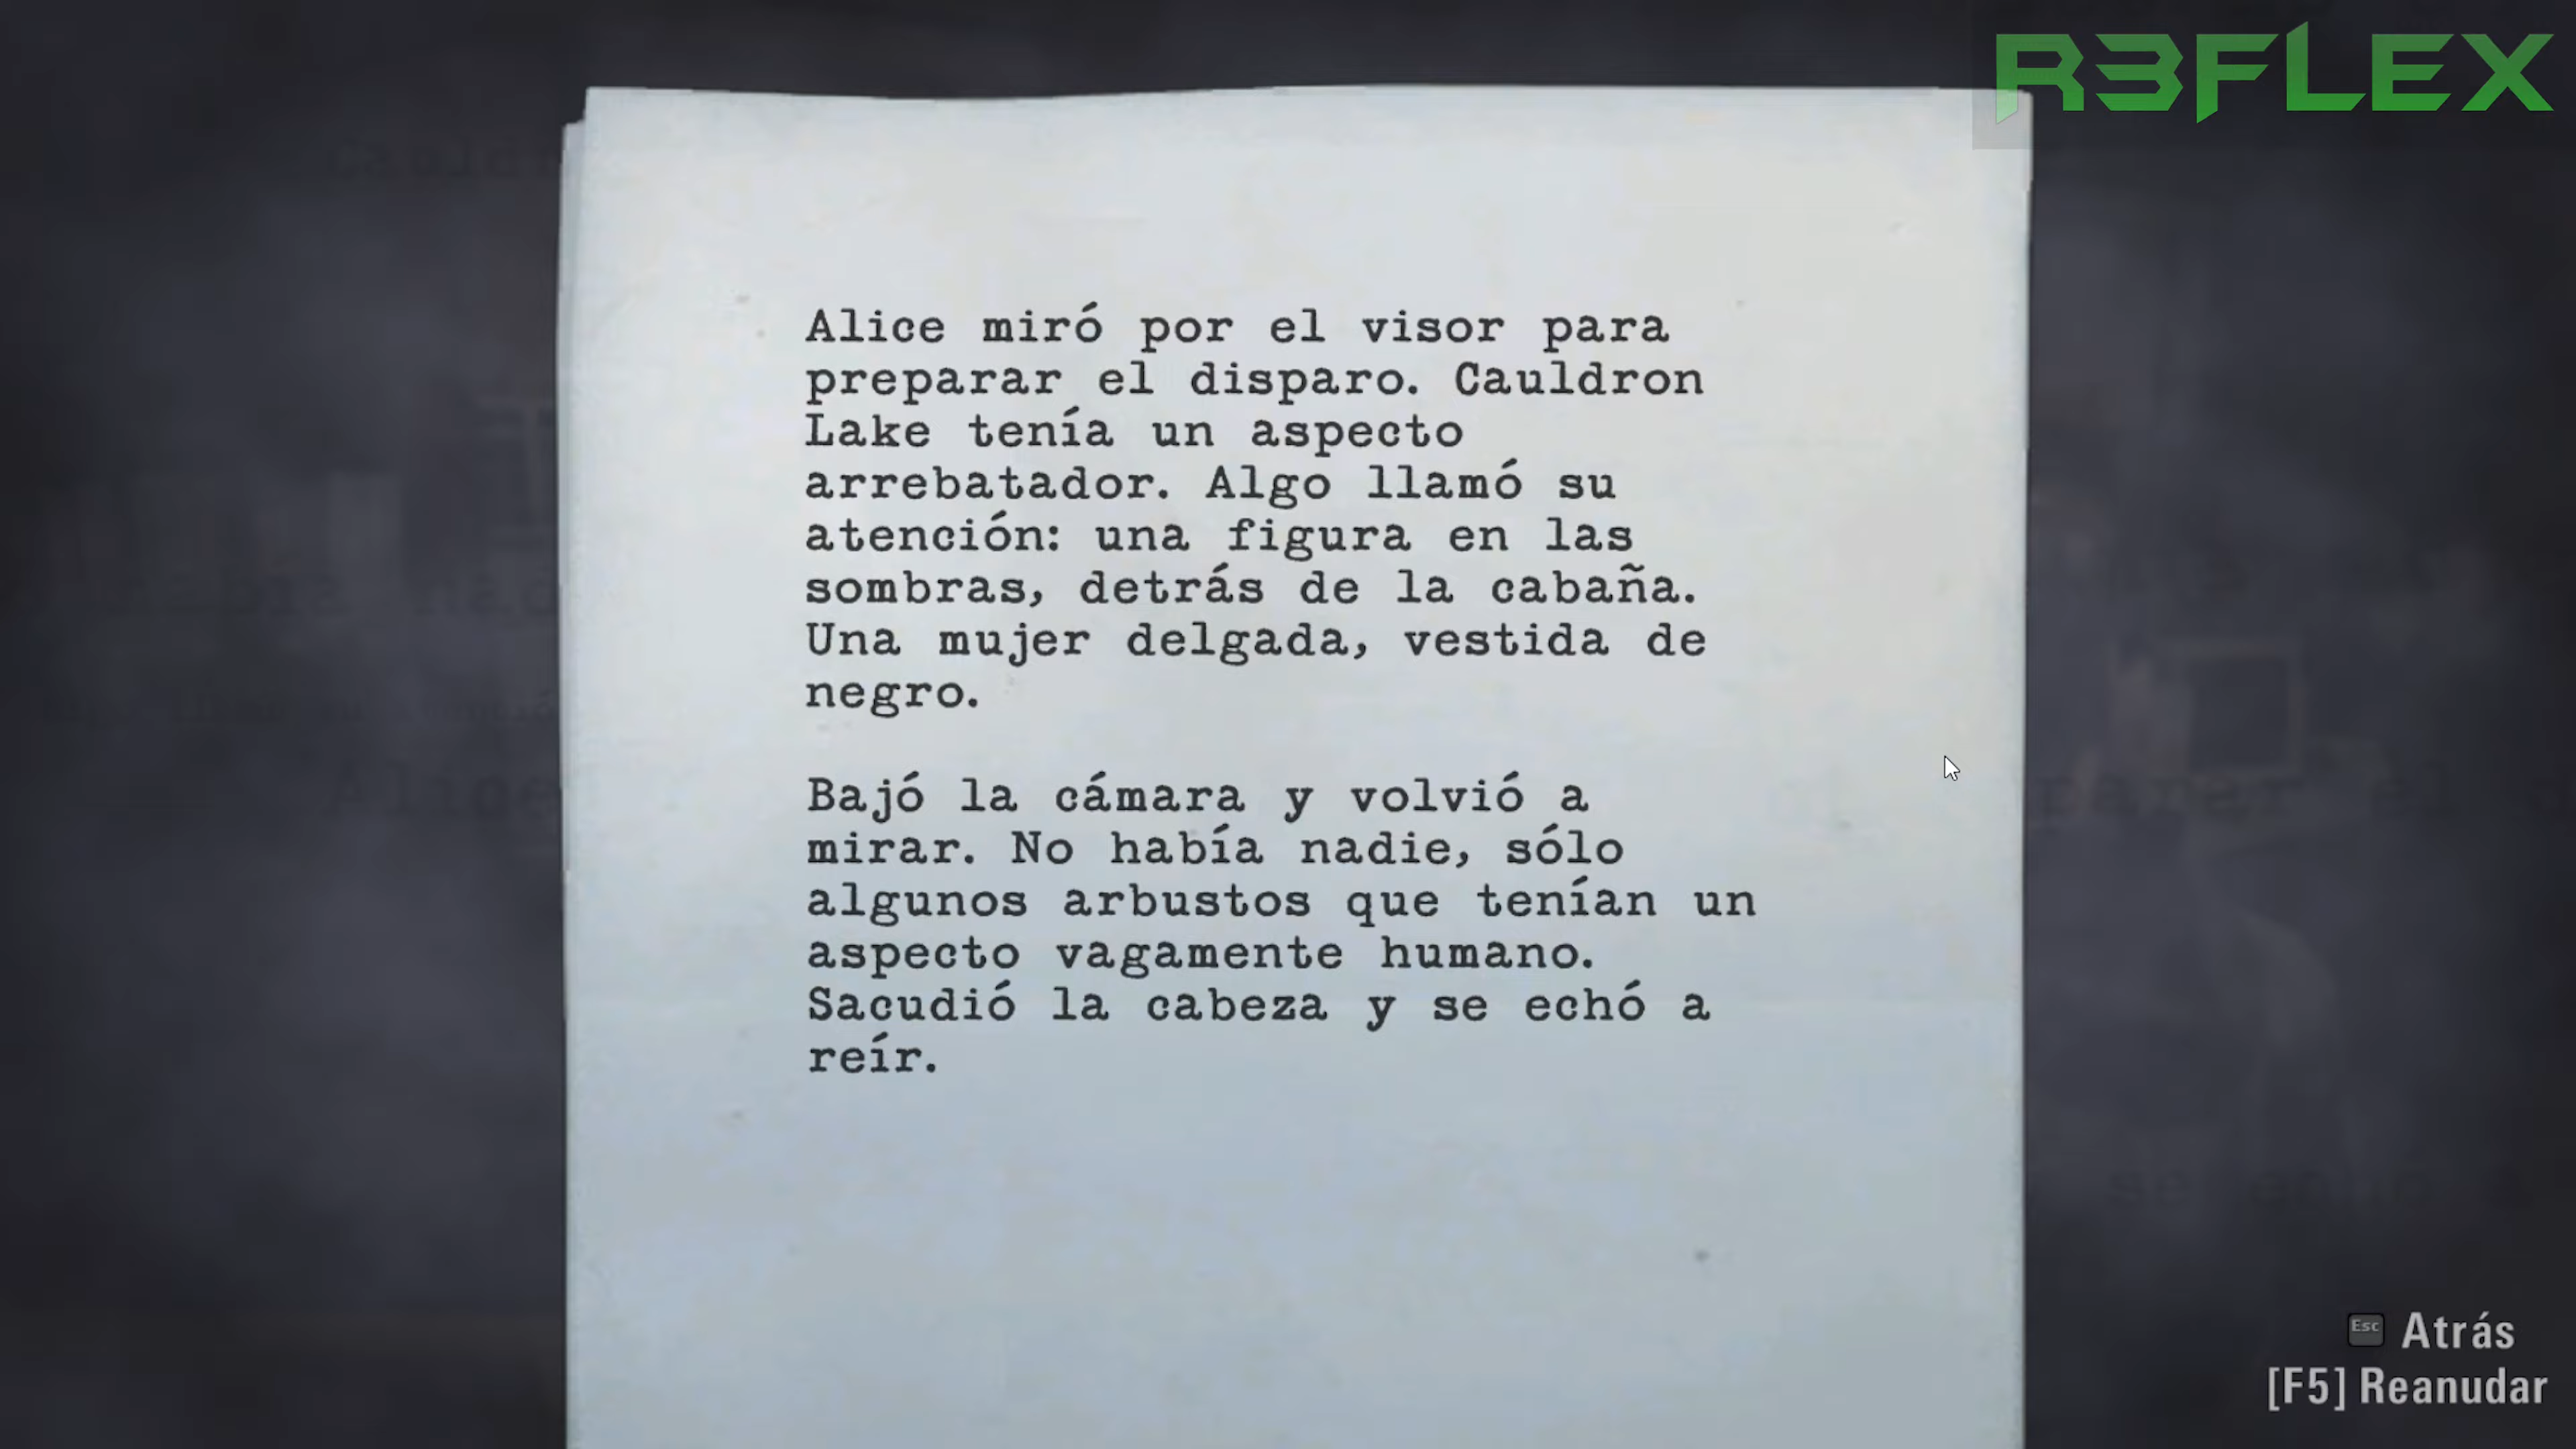 R3FLEX
Alice miró por el visor para
preparar el disparo. Cauldron
Lake tenía un aspecto
arrebatador. Algo llamó su
atención: una figura en las
sombras, detrás de la cabaña.
Una mujer delgada, vestida de
negro.
Bajó la cámara y volvió a
mirar. No había nadie, sólo
algunos arbustos que tenían un
aspecto vagamente humano.
Sacudió la cabeza y se echó a
reír.
Esc Atrás
[F5] Reanudar